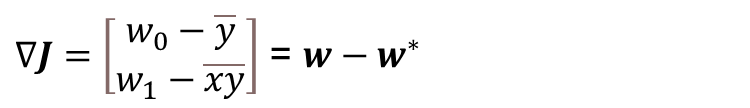 ∇J = [w₀ − y̅; w₁ − x̅y̅] = w − w*